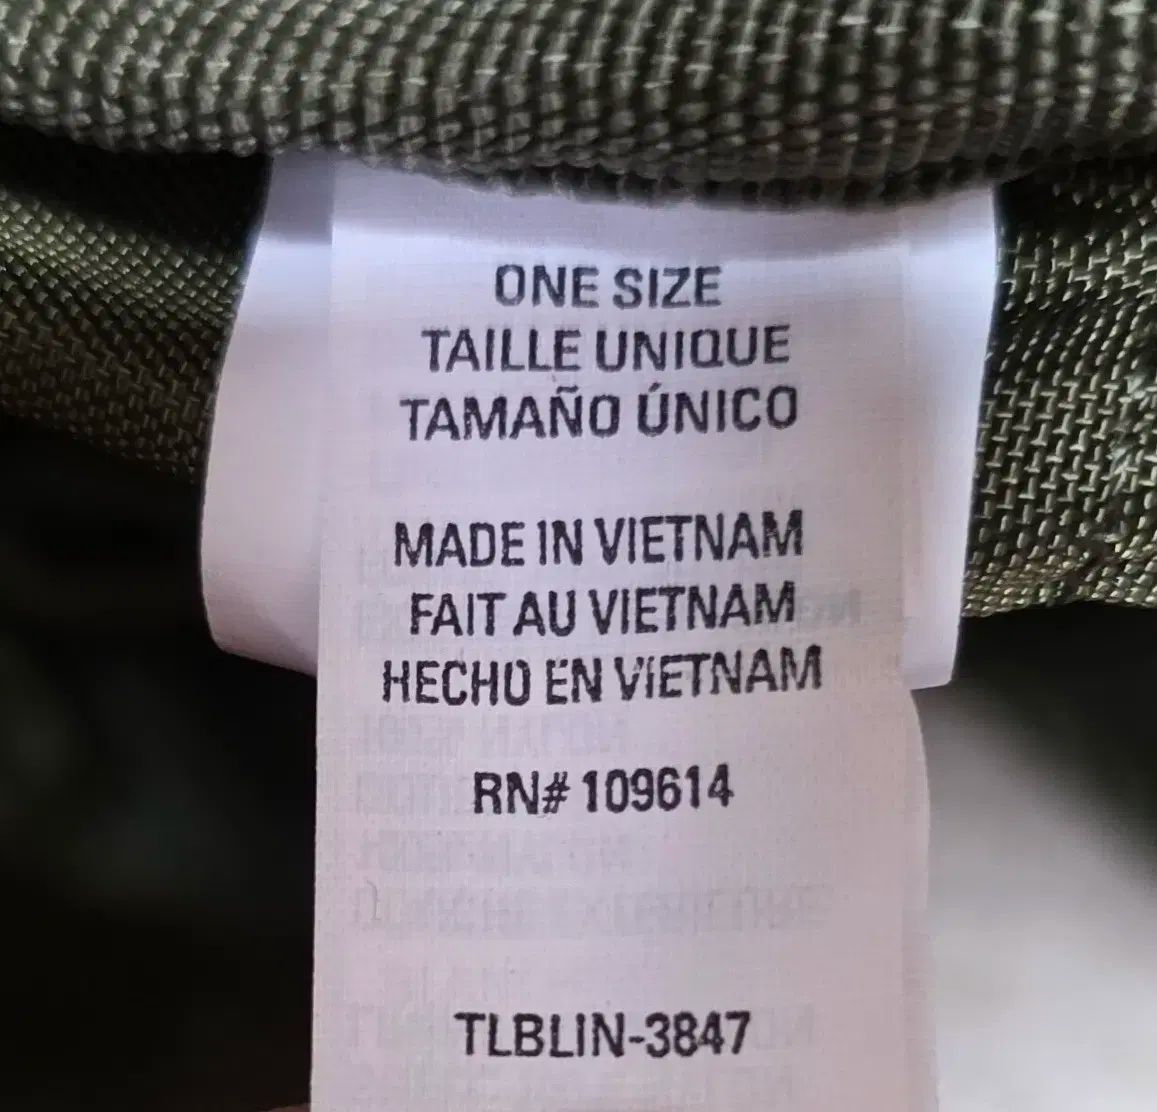 ONE SIZE
TAILLE UNIQUE
TAMAÑO ÚNICO
MADE IN VIETNAM
FAIT AU VIETNAM
HECHO EN VIETNAM
RN# 109614
TLBLIN-3847